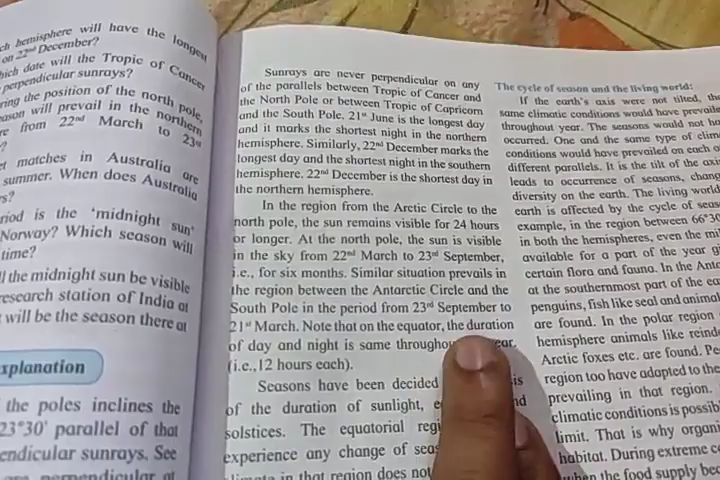 ch hemisphere will have the longest
on 22nd December?
hich date will the Tropic of Cancer
perpendicular sunrays?
ring the position of the north pole,
ason will prevail in the northern
re from 22nd March to 23rd
?
et matches in Australia are
summer. When does Australia
rs?
riod is the 'midnight sun'
Norway? Which season will
time?
ll the midnight sun be visible
research station of India at
t will be the season there at
xplanation
the poles inclines the
23°30' parallel of that
endicular sunrays. See
are perpendicular at
Sunrays are never perpendicular on any
of the parallels between Tropic of Cancer and
the North Pole or between Tropic of Capricorn
and the South Pole. 21st June is the longest day
and it marks the shortest night in the northern
hemisphere. Similarly, 22nd December marks the
longest day and the shortest night in the southern
hemisphere. 22nd December is the shortest day in
the northern hemisphere.
In the region from the Arctic Circle to the
north pole, the sun remains visible for 24 hours
or longer. At the north pole, the sun is visible
in the sky from 22nd March to 23rd September,
i.e., for six months. Similar situation prevails in
the region between the Antarctic Circle and the
South Pole in the period from 23rd September to
21st March. Note that on the equator, the duration
of day and night is same throughou ear.
(i.e.,12 hours each).
Seasons have been decided is
of the duration of sunlight, e nd
solstices. The equatorial regi
experience any change of seas
climate in that region does not
The cycle of season and the living world:
If the earth's axis were not tilted, the
same climatic conditions would have prevaile
throughout year. The seasons would not ha
occurred. One and the same type of clim
conditions would have prevailed on each o
different parallels. It is the tilt of the axi
leads to occurrence of seasons, chang
diversity on the earth. The living world
earth is affected by the cycle of seas
example, in the region between 66°30
in both the hemispheres, even the mi
available for a part of the year g
certain flora and fauna. In the Anta
at the southernmost part of the ea
penguins, fish like seal and anima
are found. In the polar region
hemisphere animals like reinde
Arctic foxes etc. are found. Pe
region too have adapted to the
prevailing in that region.
climatic conditions is possib
limit. That is why organi
habitat. During extreme c
when the food supply bec